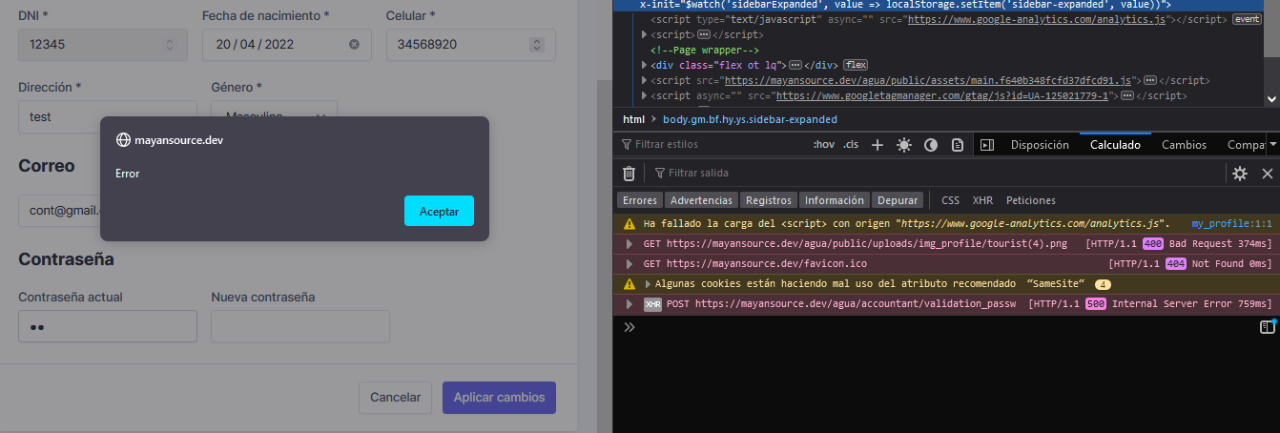 DNI * Fecha de nacimiento * Celular *
12345 20 / 04 / 2022 34568920
Dirección * Género *
test Masculino
mayansource.dev
Error
Aceptar
Correo
cont@gmail.c
Contraseña
Contraseña actual Nueva contraseña
Cancelar Aplicar cambios
x-init="$watch('sidebarExpanded', value => localStorage.setItem('sidebar-expanded', value))">
<script type="text/javascript" async="" src="https://www.google-analytics.com/analytics.js"></script> event
<script>⋯</script>
<!--Page wrapper-->
<div class="flex ot lq">⋯</div> flex
<script src="https://mayansource.dev/agua/public/assets/main.f640b348fcfd37dfcd91.js">⋯</script>
<script async="" src="https://www.googletagmanager.com/gtag/js?id=UA-125021779-1">⋯</script>
html > body.gm.bf.hy.ys.sidebar-expanded
Filtrar estilos :hov .cls + Disposición Calculado Cambios Compa
Filtrar salida
Errores Advertencias Registros Información Depurar CSS XHR Peticiones
Ha fallado la carga del <script> con origen "https://www.google-analytics.com/analytics.js". my_profile:1:1
GET https://mayansource.dev/agua/public/uploads/img_profile/tourist(4).png [HTTP/1.1 400 Bad Request 374ms]
GET https://mayansource.dev/favicon.ico [HTTP/1.1 404 Not Found 0ms]
Algunas cookies están haciendo mal uso del atributo recomendado “SameSite“ 4
XHR POST https://mayansource.dev/agua/accountant/validation_passw [HTTP/1.1 500 Internal Server Error 759ms]